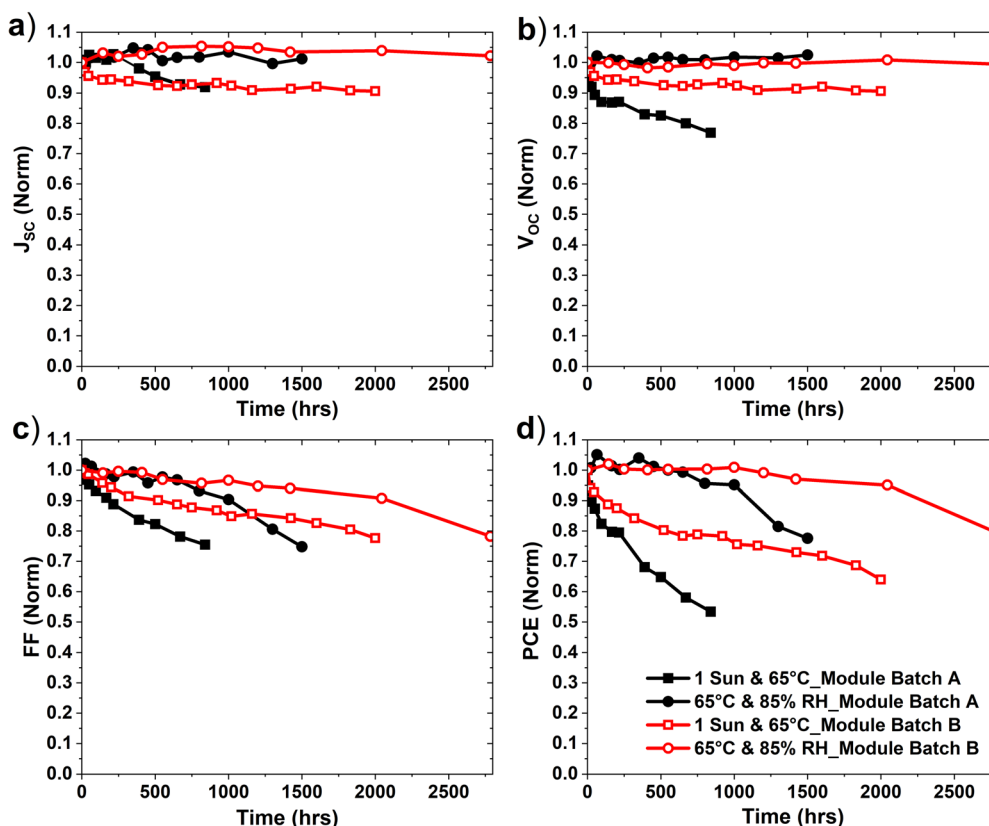 a)
1.1
1.0
0.9
0.8
0.7
0.6
0.5
0.4
0.3
0.2
0.1
0.0
J_SC (Norm)
0 500 1000 1500 2000 2500
Time (hrs)
b)
1.1
1.0
0.9
0.8
0.7
0.6
0.5
0.4
0.3
0.2
0.1
0.0
V_OC (Norm)
0 500 1000 1500 2000 2500
Time (hrs)
c)
1.1
1.0
0.9
0.8
0.7
0.6
0.5
0.4
0.3
0.2
0.1
0.0
FF (Norm)
0 500 1000 1500 2000 2500
Time (hrs)
d)
1.1
1.0
0.9
0.8
0.7
0.6
0.5
0.4
0.3
0.2
0.1
0.0
PCE (Norm)
1 Sun & 65°C_Module Batch A
65°C & 85% RH_Module Batch A
1 Sun & 65°C_Module Batch B
65°C & 85% RH_Module Batch B
0 500 1000 1500 2000 2500
Time (hrs)